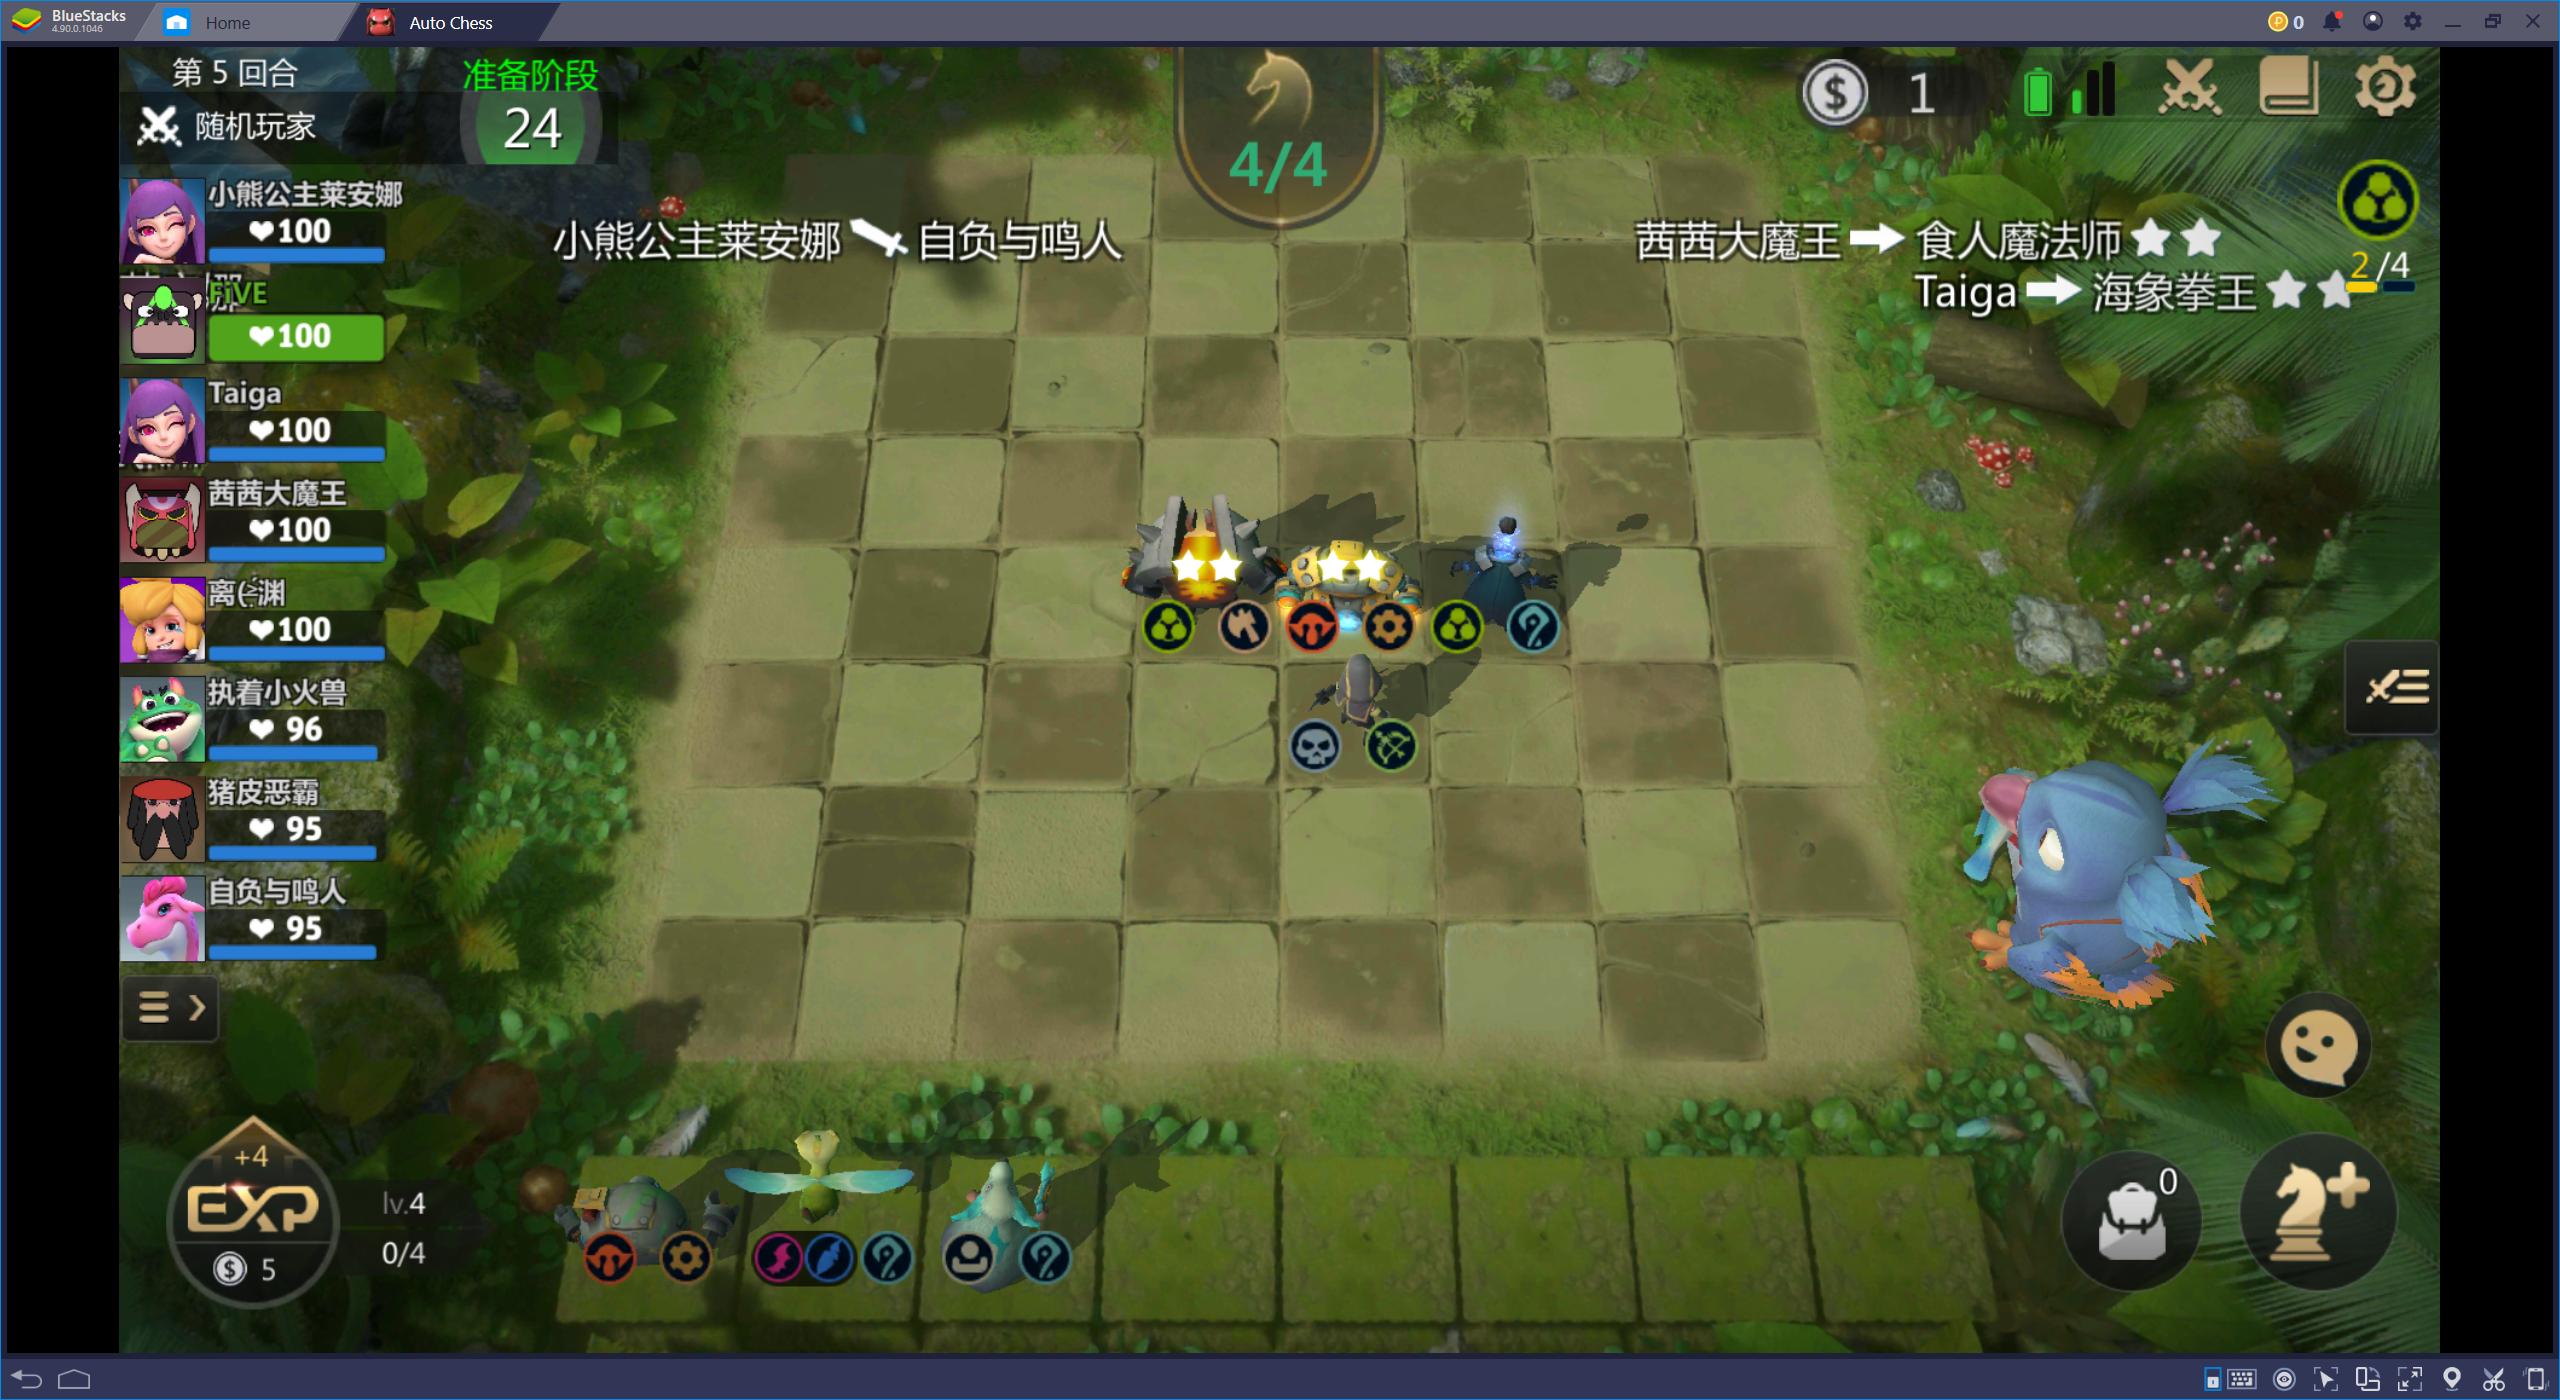 BlueStacks
4.90.0.1046
Home
Auto Chess
0
第5回合
准备阶段
随机玩家
24
4/4
1
小熊公主莱安娜
100
小熊公主莱安娜 自负与鸣人
茜茜大魔王 食人魔法师
2/4
Taiga 海象拳王
FiVE
100
Taiga
100
茜茜大魔王
100
100
执着小火兽
96
猪皮恶霸
95
自负与鸣人
95
+4
EXP
5
lv.4
0/4
0